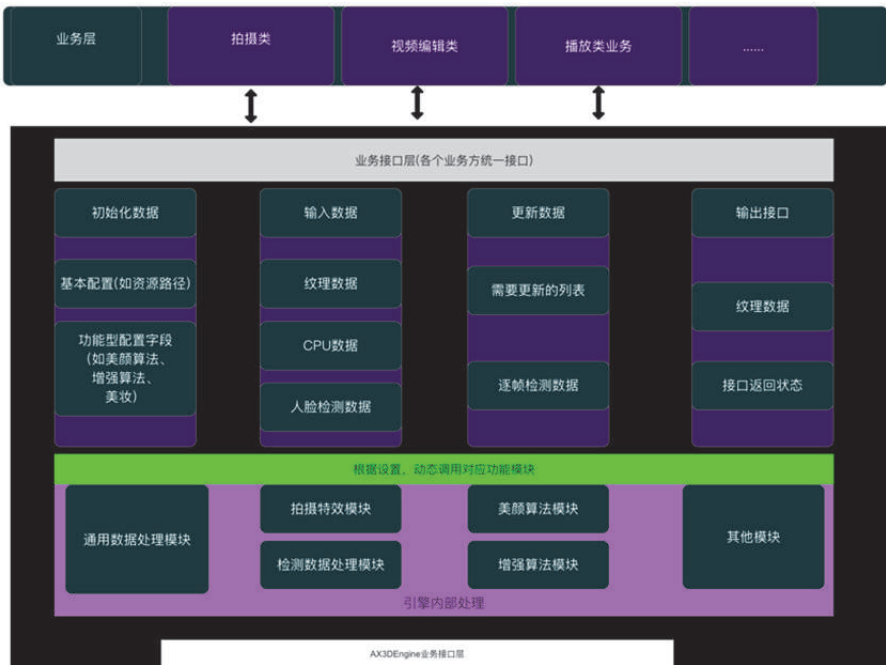 业务层
拍摄类
视频编辑类
播放类业务
......
业务接口层(各个业务方统一接口)
初始化数据
输入数据
更新数据
输出接口
基本配置(如资源路径)
纹理数据
需要更新的列表
纹理数据
功能型配置字段
(如美颜算法、
增强算法、
美妆)
CPU数据
逐帧检测数据
接口返回状态
人脸检测数据
根据设置，动态调用对应功能模块
通用数据处理模块
拍摄特效模块
美颜算法模块
其他模块
检测数据处理模块
增强算法模块
引擎内部处理
AX3DEngine业务接口层